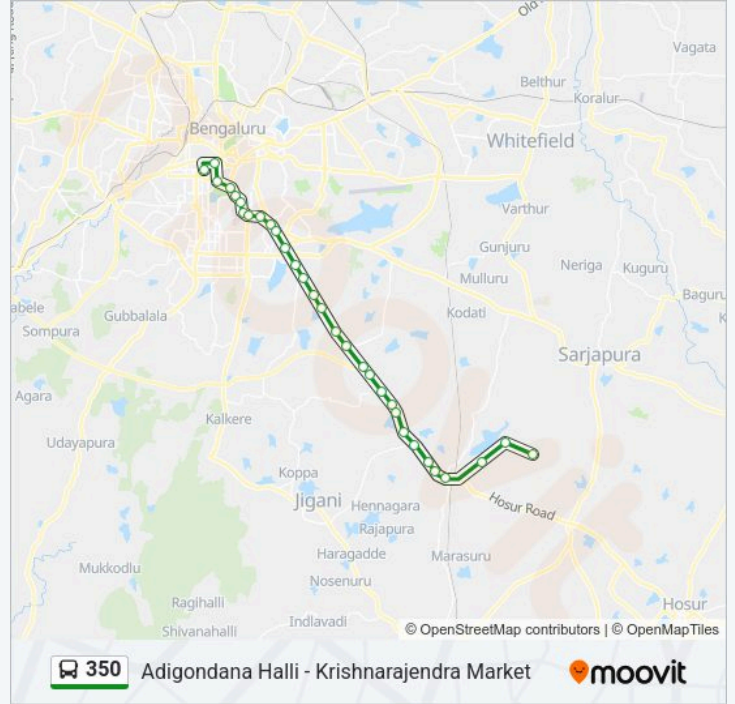 Old
Vagata
Belthur
Koralur
Bengaluru
Whitefield
Varthur
Gunjuru
Neriga
Kuguru
Mulluru
Baguru
Kodati
Gubbalala
Sompura
Sarjapura
Agara
Kalkere
Udayapura
Koppa
Jigani
Hennagara
Hosur Road
Rajapura
Haragadde
Marasuru
Mukkodlu
Nosenuru
Ragihalli
Hosur
Indlavadi
Shivanahalli
© OpenStreetMap contributors | © OpenMapTiles
350 Adigondana Halli - Krishnarajendra Market moovit